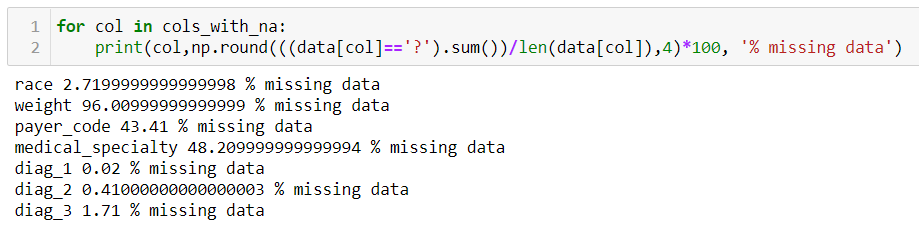 1 for col in cols_with_na:
2     print(col,np.round(((data[col]=='?').sum())/len(data[col]),4)*100, '% missing data')
race 2.7199999999999998 % missing data
weight 96.00999999999999 % missing data
payer_code 43.41 % missing data
medical_specialty 48.209999999999994 % missing data
diag_1 0.02 % missing data
diag_2 0.41000000000000003 % missing data
diag_3 1.71 % missing data